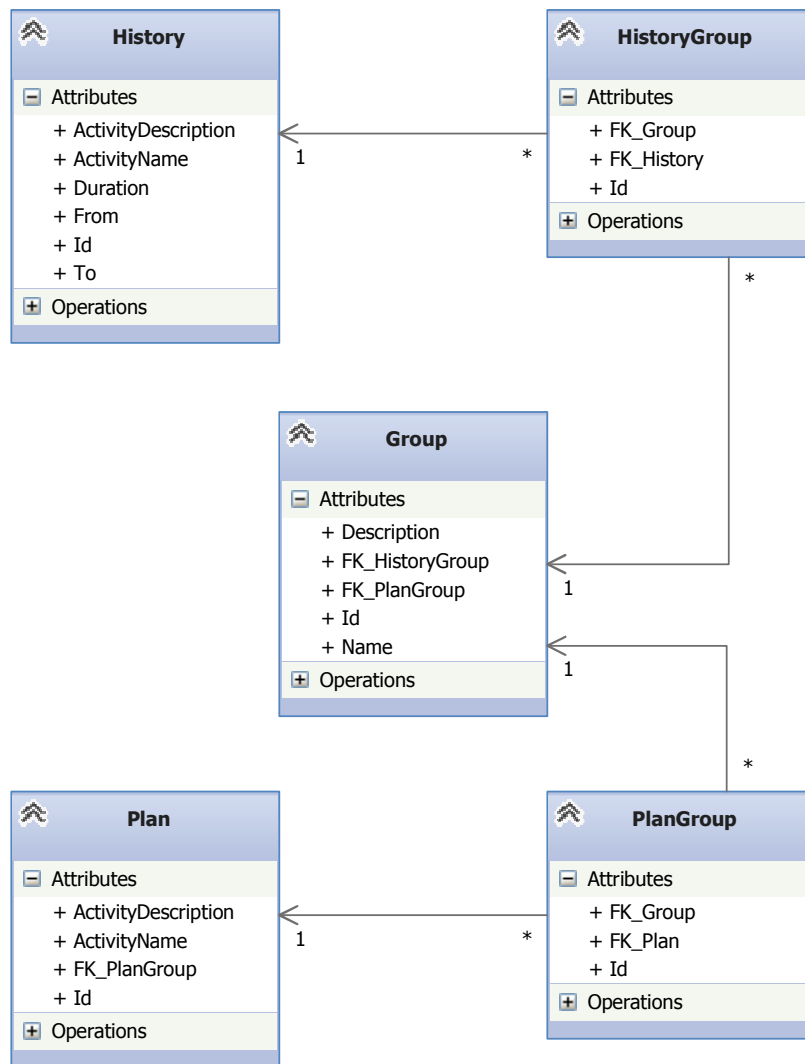 History
Attributes
+ ActivityDescription
+ ActivityName
+ Duration
+ From
+ Id
+ To
Operations
1
*
HistoryGroup
Attributes
+ FK_Group
+ FK_History
+ Id
Operations
*
Group
Attributes
+ Description
+ FK_HistoryGroup
+ FK_PlanGroup
+ Id
+ Name
Operations
1
1
*
Plan
Attributes
+ ActivityDescription
+ ActivityName
+ FK_PlanGroup
+ Id
Operations
1
*
PlanGroup
Attributes
+ FK_Group
+ FK_Plan
+ Id
Operations